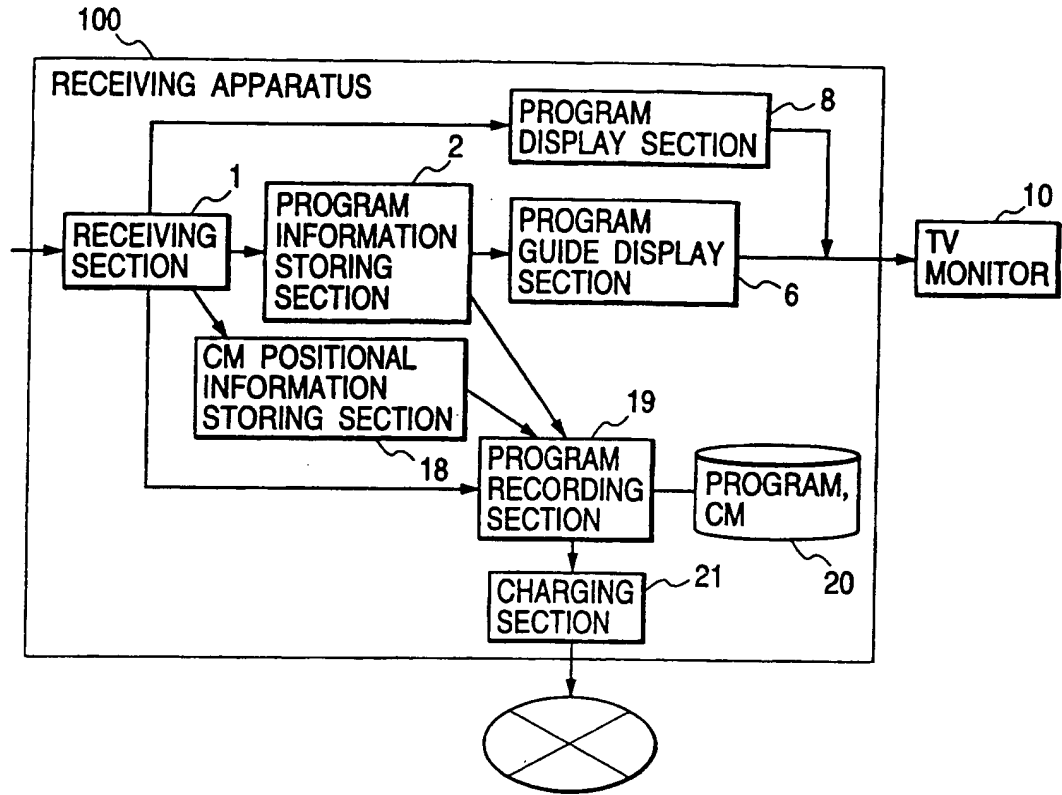 100
RECEIVING APPARATUS
PROGRAM
DISPLAY SECTION
8
2
1
PROGRAM
INFORMATION
STORING
SECTION
RECEIVING
SECTION
PROGRAM
GUIDE DISPLAY
SECTION
6
10
TV
MONITOR
CM POSITIONAL
INFORMATION
STORING SECTION
18
19
PROGRAM
RECORDING
SECTION
PROGRAM,
CM
20
21
CHARGING
SECTION